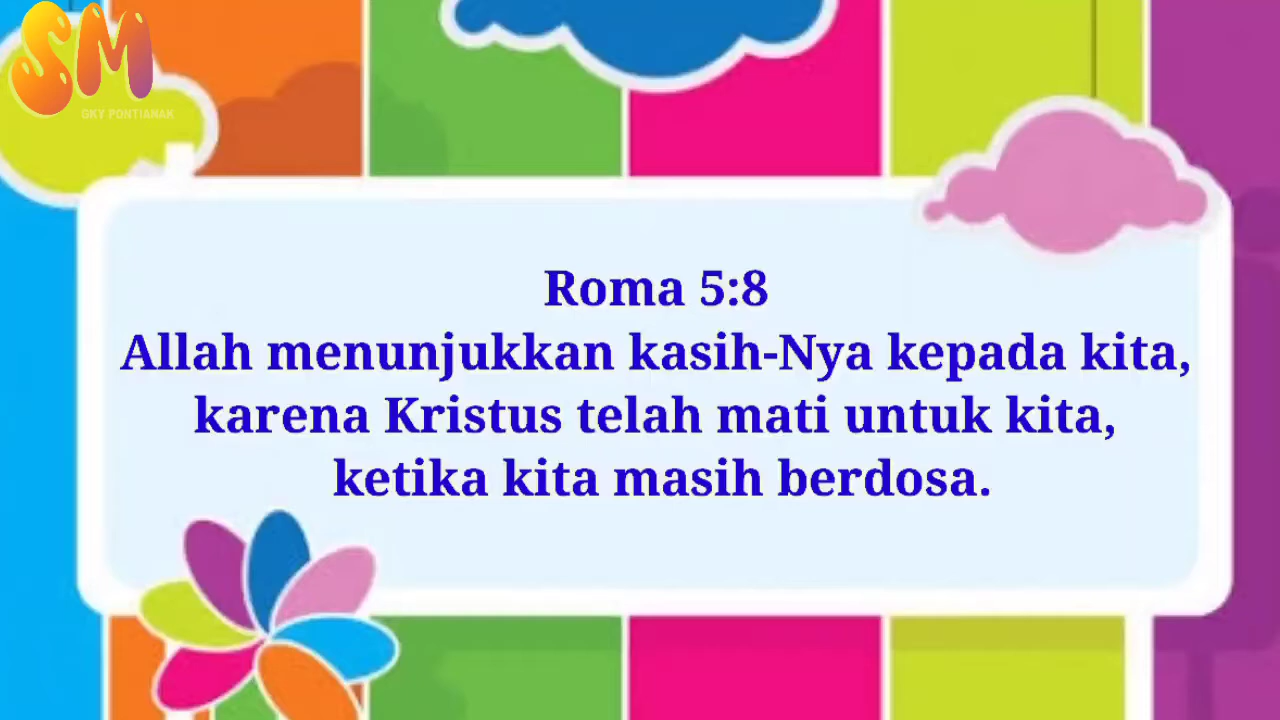 SM
GKY PONTIANAK
Roma 5:8
Allah menunjukkan kasih-Nya kepada kita,
karena Kristus telah mati untuk kita,
ketika kita masih berdosa.